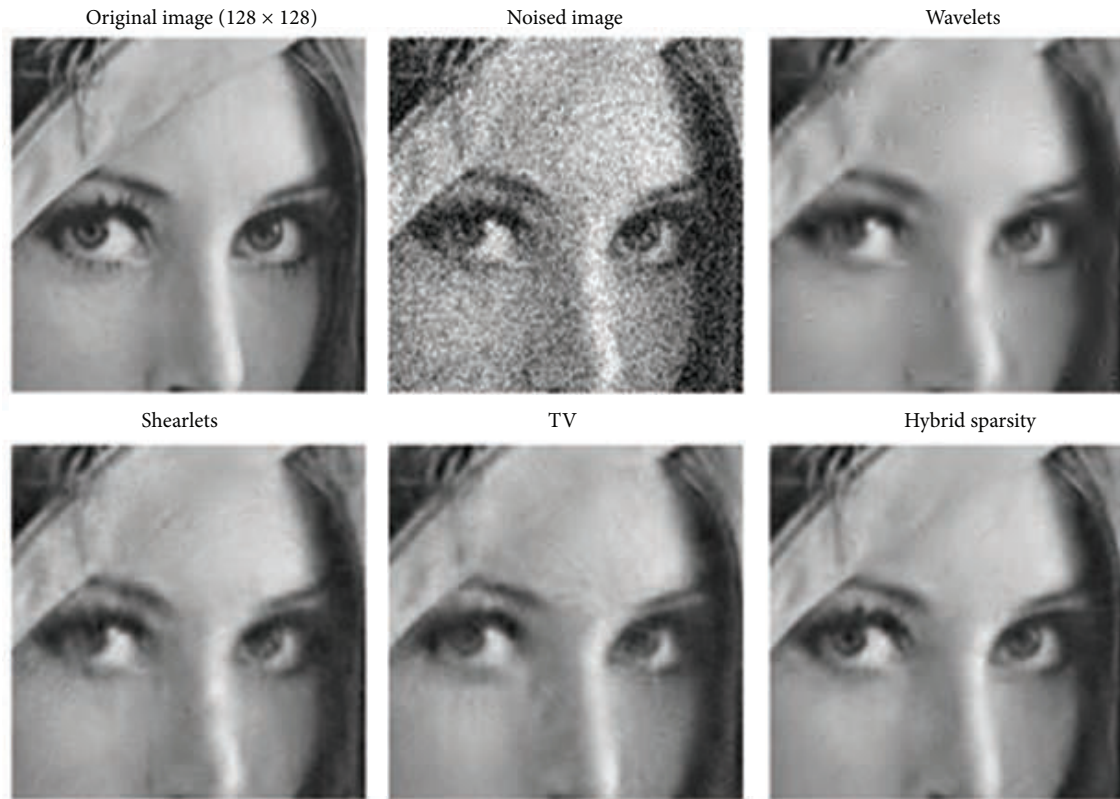 Original image (128 × 128)
Noised image
Wavelets
Shearlets
TV
Hybrid sparsity